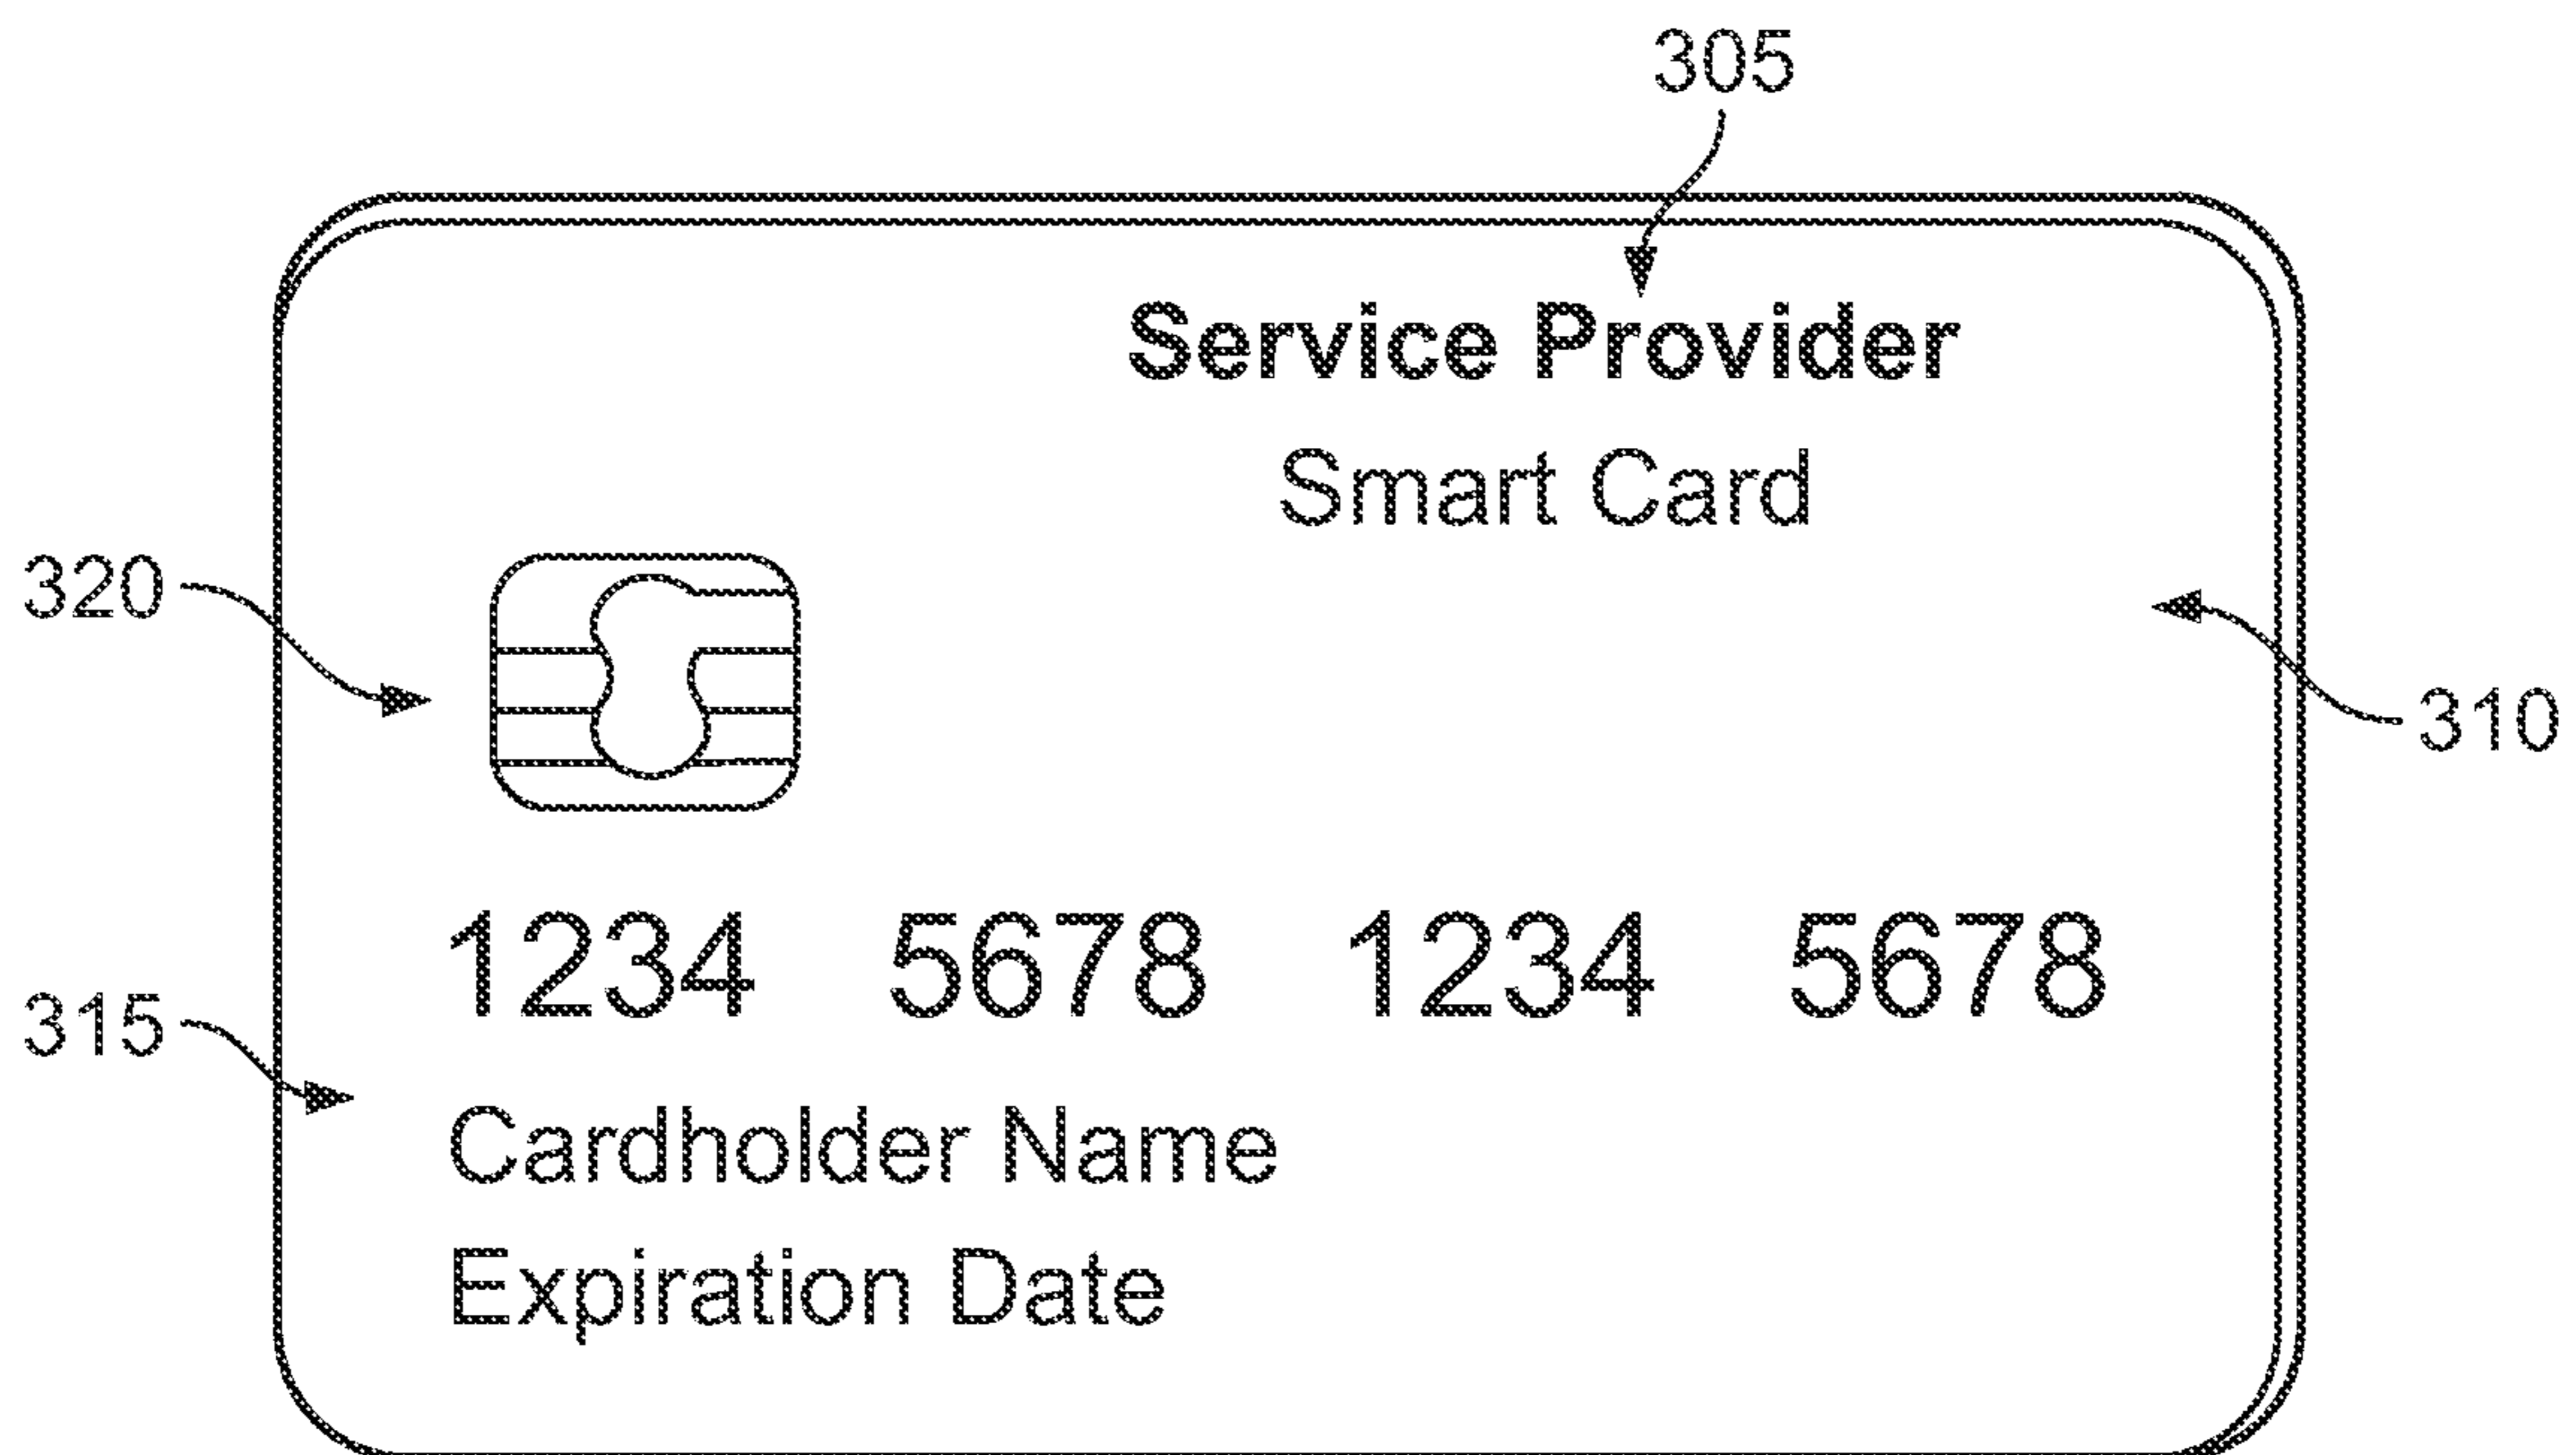 305
Service Provider
Smart Card
320
310
1234 5678 1234 5678
315
Cardholder Name
Expiration Date